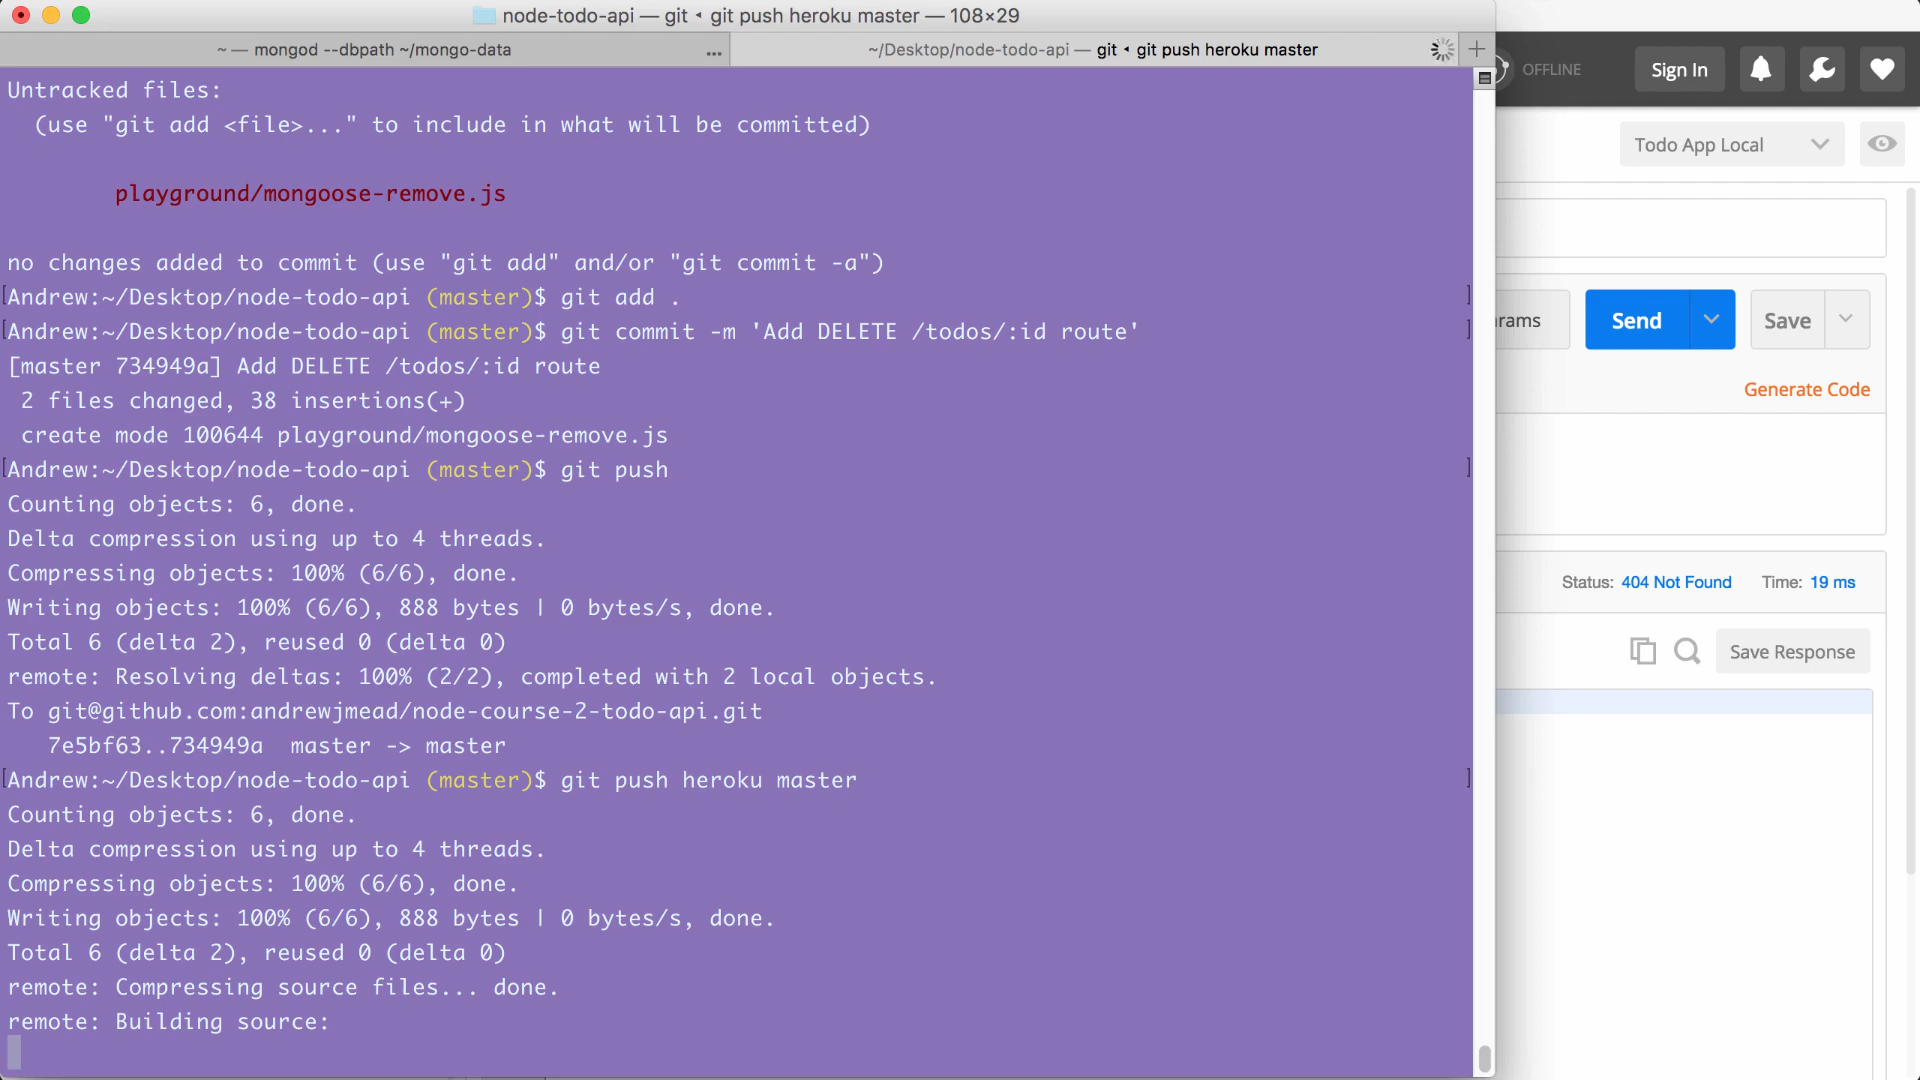 node-todo-api — git ◂ git push heroku master — 108×29
~ — mongod --dbpath ~/mongo-data ...
~/Desktop/node-todo-api — git ◂ git push heroku master
Untracked files:
(use "git add <file>..." to include in what will be committed)
playground/mongoose-remove.js
no changes added to commit (use "git add" and/or "git commit -a")
[Andrew:~/Desktop/node-todo-api (master)$ git add . ]
[Andrew:~/Desktop/node-todo-api (master)$ git commit -m 'Add DELETE /todos/:id route' ]
[master 734949a] Add DELETE /todos/:id route
2 files changed, 38 insertions(+)
create mode 100644 playground/mongoose-remove.js
[Andrew:~/Desktop/node-todo-api (master)$ git push ]
Counting objects: 6, done.
Delta compression using up to 4 threads.
Compressing objects: 100% (6/6), done.
Writing objects: 100% (6/6), 888 bytes | 0 bytes/s, done.
Total 6 (delta 2), reused 0 (delta 0)
remote: Resolving deltas: 100% (2/2), completed with 2 local objects.
To git@github.com:andrewjmead/node-course-2-todo-api.git
7e5bf63..734949a master -> master
[Andrew:~/Desktop/node-todo-api (master)$ git push heroku master ]
Counting objects: 6, done.
Delta compression using up to 4 threads.
Compressing objects: 100% (6/6), done.
Writing objects: 100% (6/6), 888 bytes | 0 bytes/s, done.
Total 6 (delta 2), reused 0 (delta 0)
remote: Compressing source files... done.
remote: Building source:
OFFLINE
Sign In
Todo App Local
rams
Send
Save
Generate Code
Status: 404 Not Found Time: 19 ms
Save Response